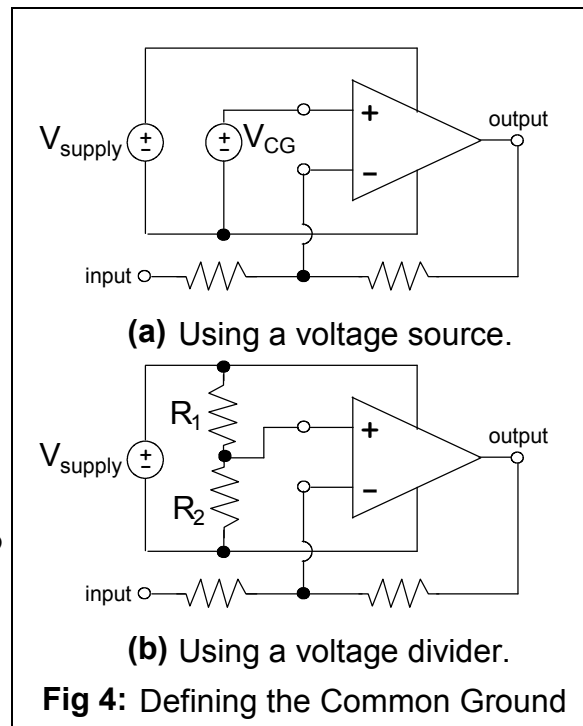 output
V_supply
+
−
V_CG
+
−
+
−
input
(a) Using a voltage source.
R_1
output
V_supply
+
−
+
−
R_2
input
(b) Using a voltage divider.
Fig 4: Defining the Common Ground